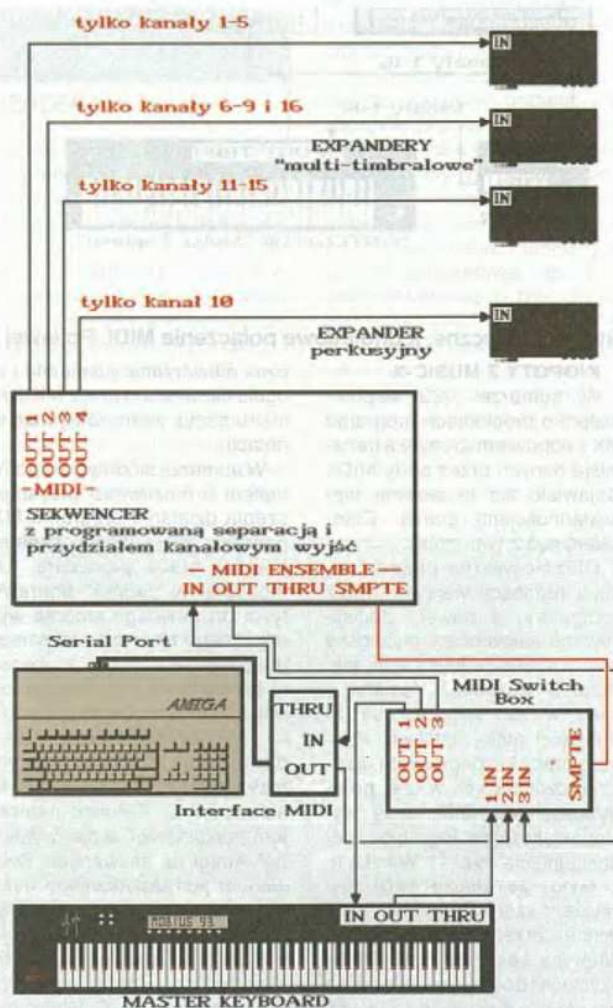 tylko kanały 1-5
IN
tylko kanały 6-9 i 16
IN
EXPANDERY
"multi-timbralowe"
tylko kanały 11-15
IN
tylko kanał 10
IN
EXPANDER
perkusyjny
OUT 1
OUT 2
OUT 3
OUT 4
-MIDI-
SEKWENCER
z programowaną separacją i
przydziałem kanałowym wyjść
MIDI ENSEMBLE
IN OUT THRU SMPTE
Serial Port
AMIGA
THRU
IN
OUT
Interface MIDI
MIDI Switch
Box
OUT 1
OUT 2
OUT 3
1 IN
2 IN
3 IN
SMPTE
MOBIUS 93
IN OUT THRU
MASTER KEYBOARD